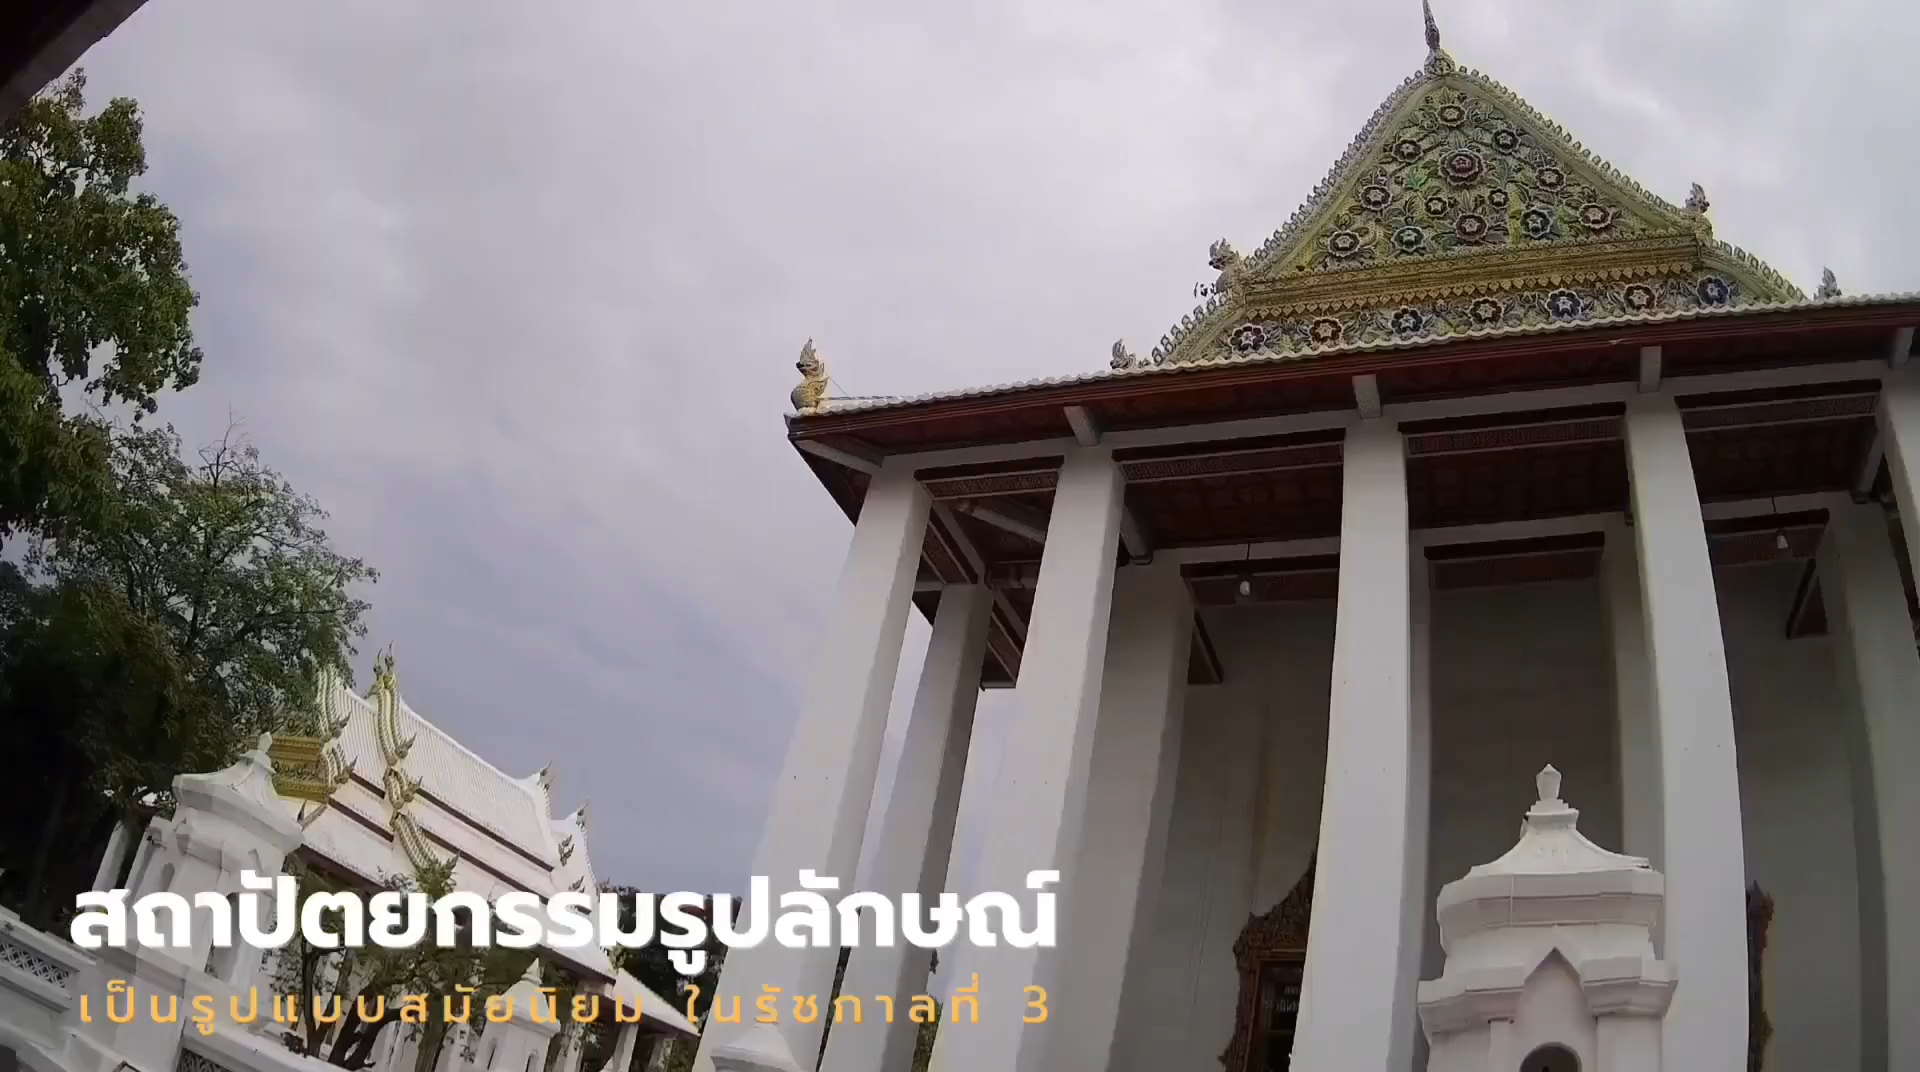 สถาปัตยกรรมรูปลักษณ์
เป็นรูปแบบสมัยนิยม ในรัชกาลที่ 3